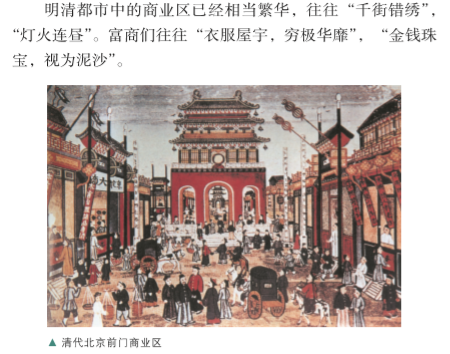 明清都市中的商业区已经相当繁华，往往“千街错绣”，
“灯火连昼”。富商们往往“衣服屋宇，穷极华靡”，“金钱珠
宝，视为泥沙”。
▲ 清代北京前门商业区